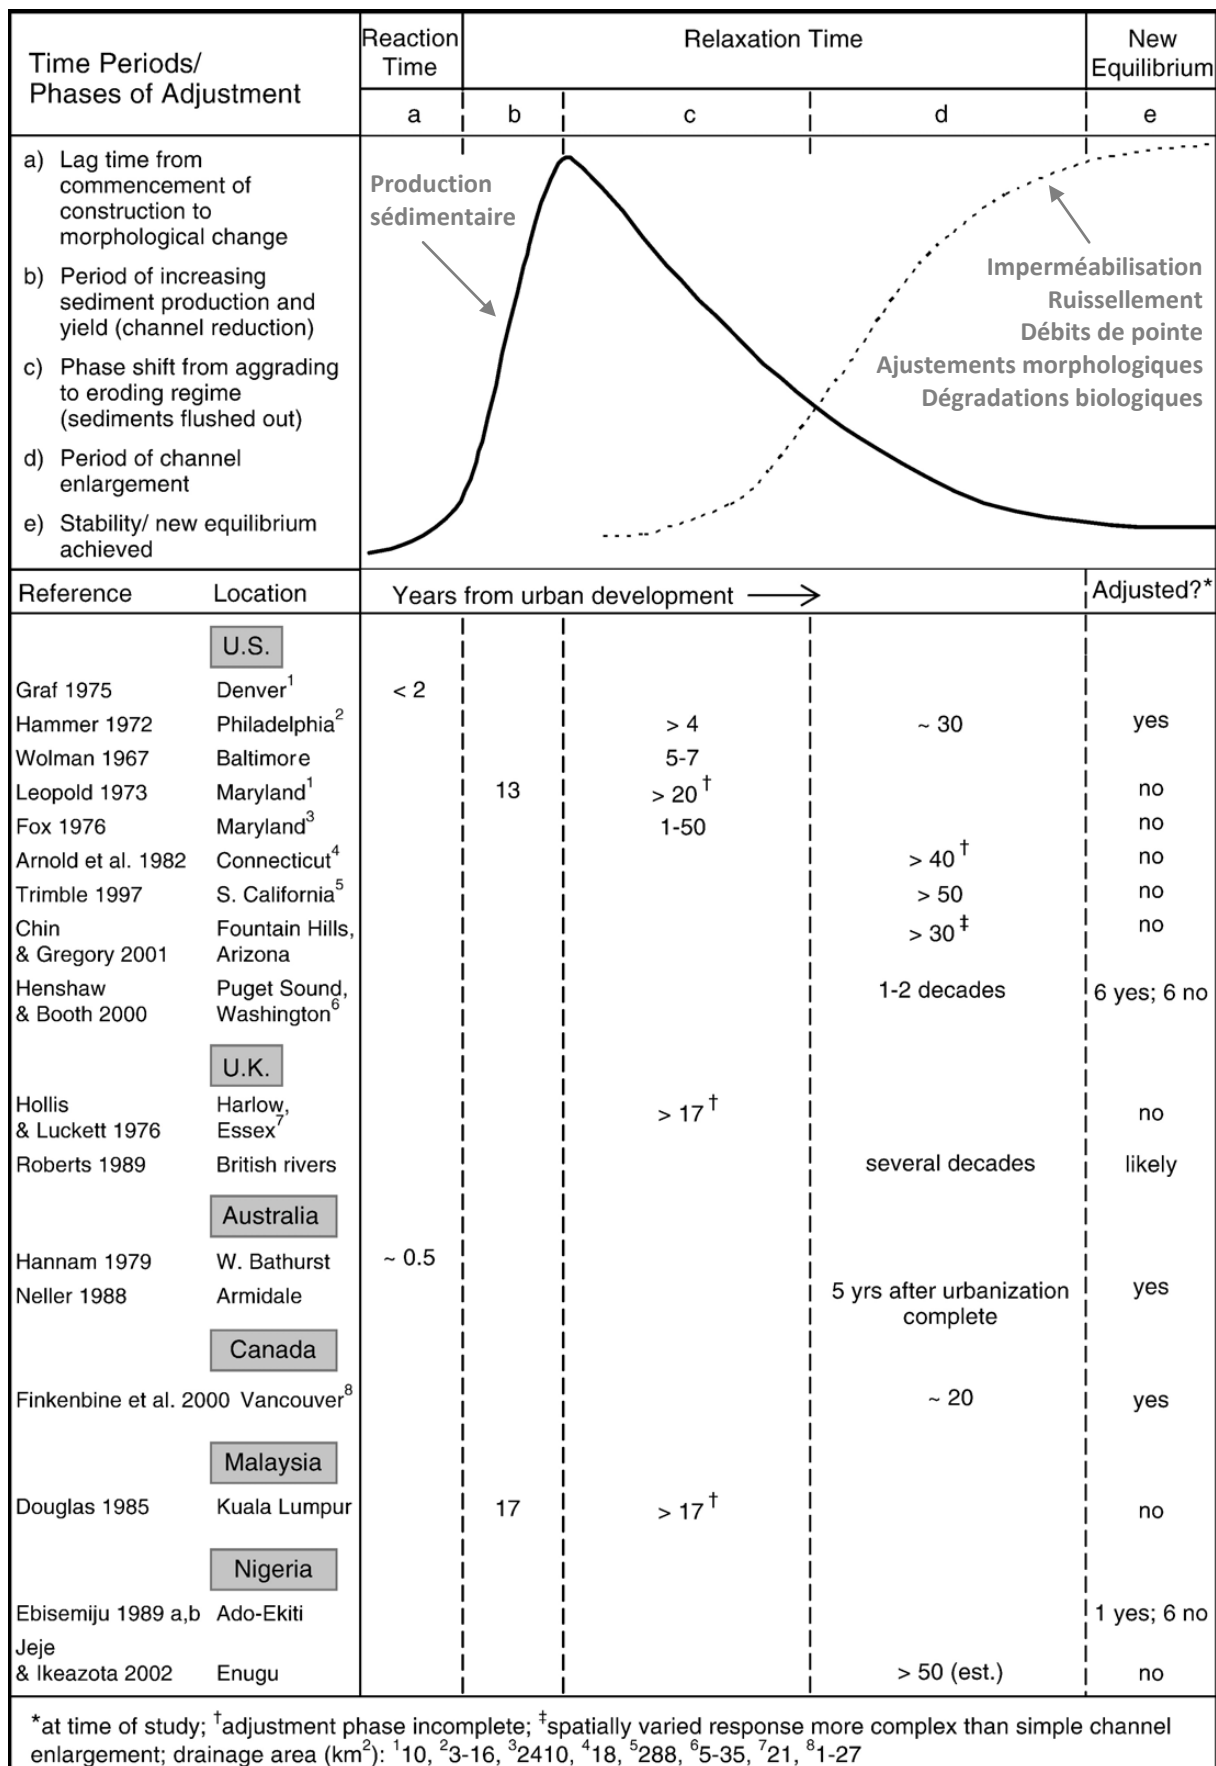 Time Periods/
Phases of Adjustment
Reaction
Time
Relaxation Time
New
Equilibrium
a
b
c
d
e
a) Lag time from
commencement of
construction to
morphological change
b) Period of increasing
sediment production and
yield (channel reduction)
c) Phase shift from aggrading
to eroding regime
(sediments flushed out)
d) Period of channel
enlargement
e) Stability/ new equilibrium
achieved
Production
sédimentaire
Imperméabilisation
Ruissellement
Débits de pointe
Ajustements morphologiques
Dégradations biologiques
Reference Location Years from urban development → Adjusted?*
U.S.
Graf 1975 Denver¹ < 2
Hammer 1972 Philadelphia² > 4 ~ 30 yes
Wolman 1967 Baltimore 5-7
Leopold 1973 Maryland¹ 13 > 20† no
Fox 1976 Maryland³ 1-50 no
Arnold et al. 1982 Connecticut⁴ > 40† no
Trimble 1997 S. California⁵ > 50 no
Chin Fountain Hills, > 30‡ no
& Gregory 2001 Arizona
Henshaw Puget Sound, 1-2 decades 6 yes; 6 no
& Booth 2000 Washington⁶
U.K.
Hollis Harlow, > 17† no
& Luckett 1976 Essex⁷
Roberts 1989 British rivers several decades likely
Australia
Hannam 1979 W. Bathurst ~ 0.5
Neller 1988 Armidale 5 yrs after urbanization yes
complete
Canada
Finkenbine et al. 2000 Vancouver⁸ ~ 20 yes
Malaysia
Douglas 1985 Kuala Lumpur 17 > 17† no
Nigeria
Ebisemiju 1989 a,b Ado-Ekiti 1 yes; 6 no
Jeje
& Ikeazota 2002 Enugu > 50 (est.) no
*at time of study; †adjustment phase incomplete; ‡spatially varied response more complex than simple channel
enlargement; drainage area (km²): ¹10, ²3-16, ³2410, ⁴18, ⁵288, ⁶5-35, ⁷21, ⁸1-27